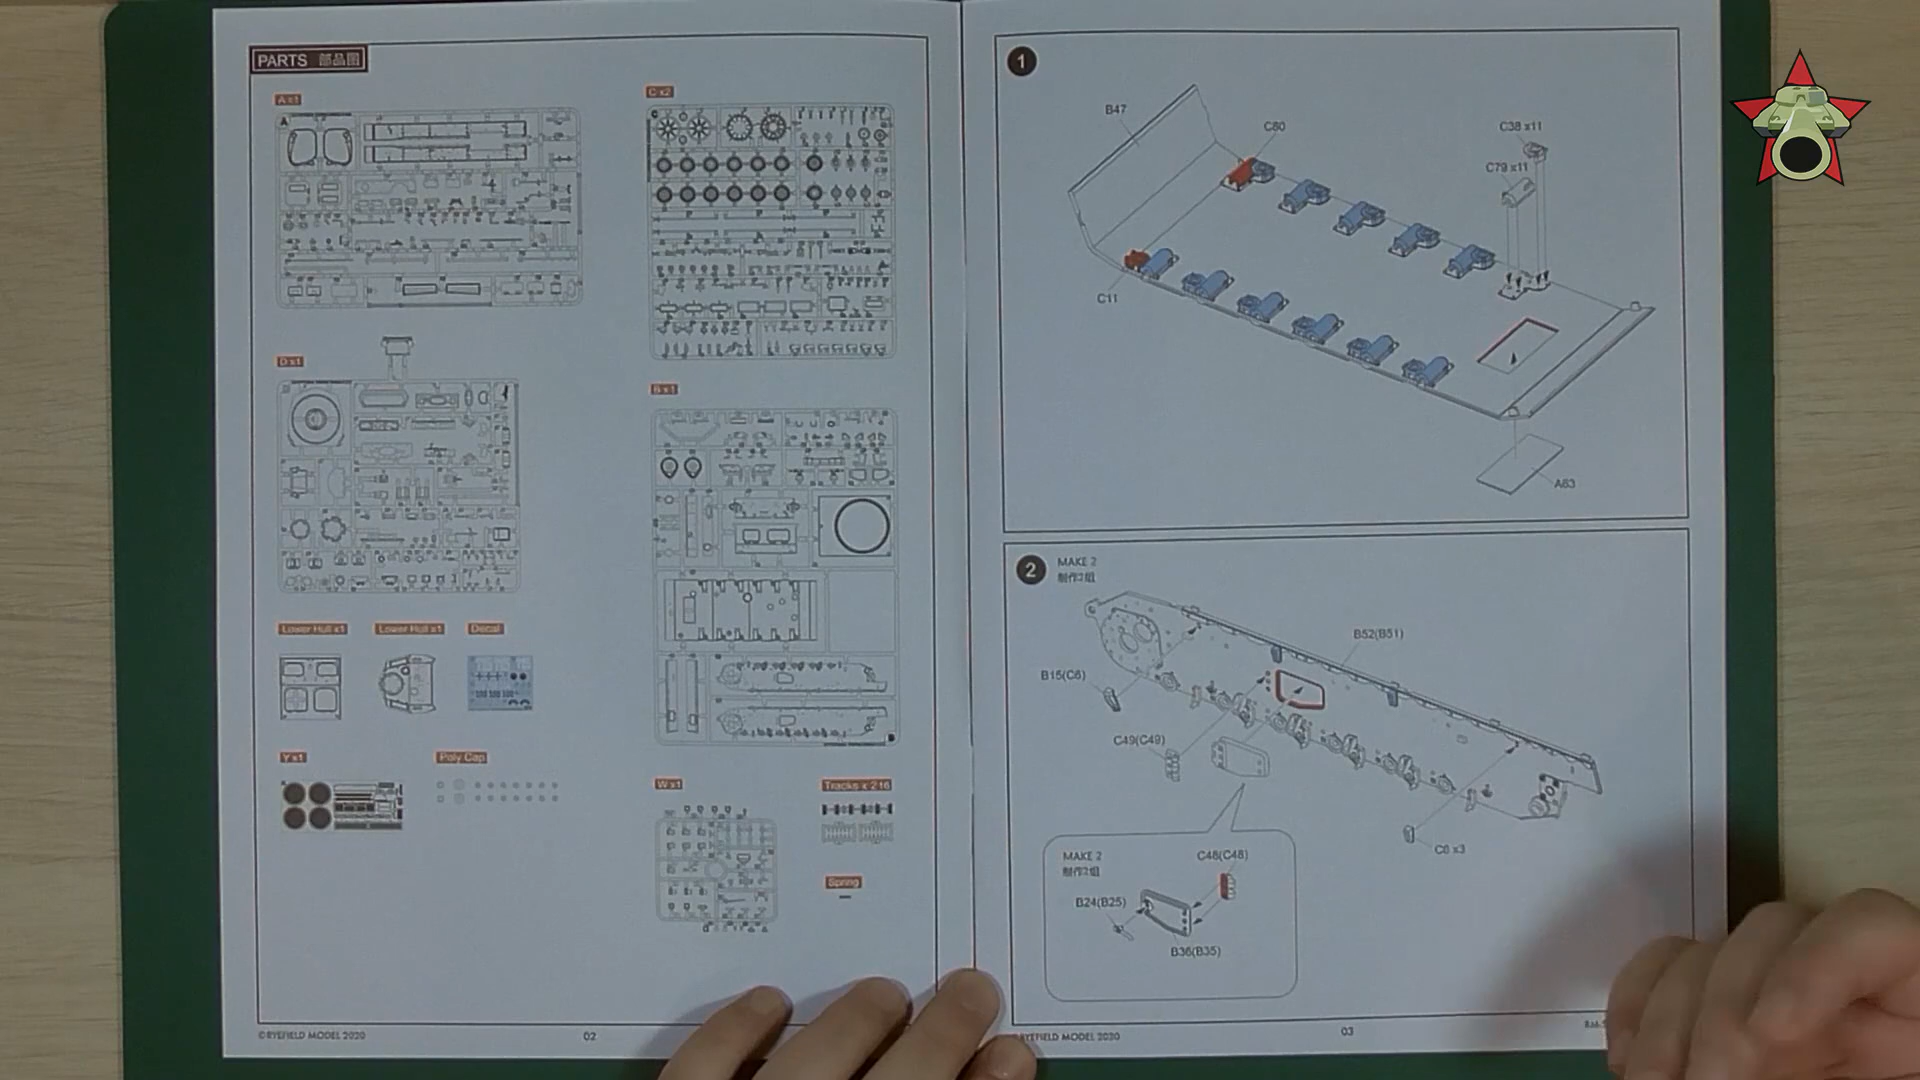 PARTS 部品图
A x1
C x2
D x1
B x1
Lower Hull x1
Lower Hull x1
Decal
Y x1
Poly Cap
W x1
Tracks x 216
Spring
©RYEFIELD MODEL 2020
02
1
B47
C80
C38 x11
C79 x11
C11
A63
2
MAKE 2
制作2组
B52(B51)
B15(C6)
C49(C49)
C6 x3
MAKE 2
制作2组
C48(C48)
B24(B25)
B36(B35)
RYEFIELD MODEL 2020
03